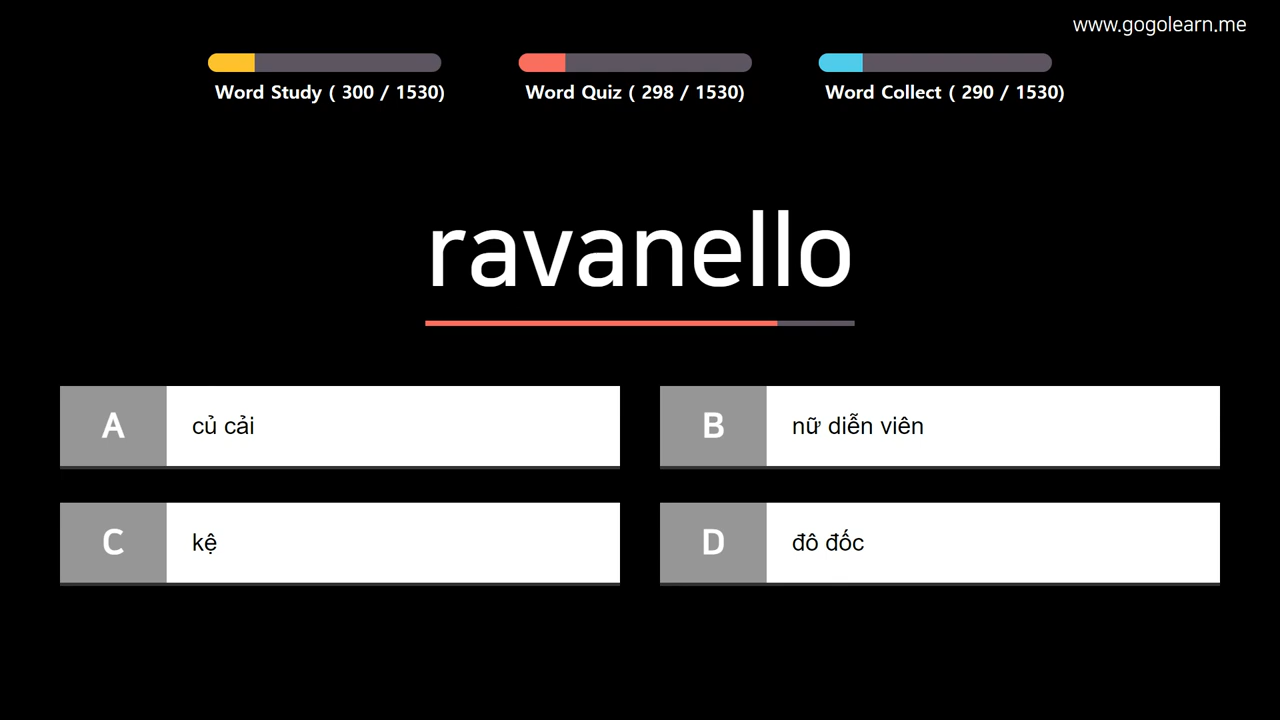 www.gogolearn.me
Word Study ( 300 / 1530)
Word Quiz ( 298 / 1530)
Word Collect ( 290 / 1530)
ravanello
A củ cải
B nữ diễn viên
C kệ
D đô đốc